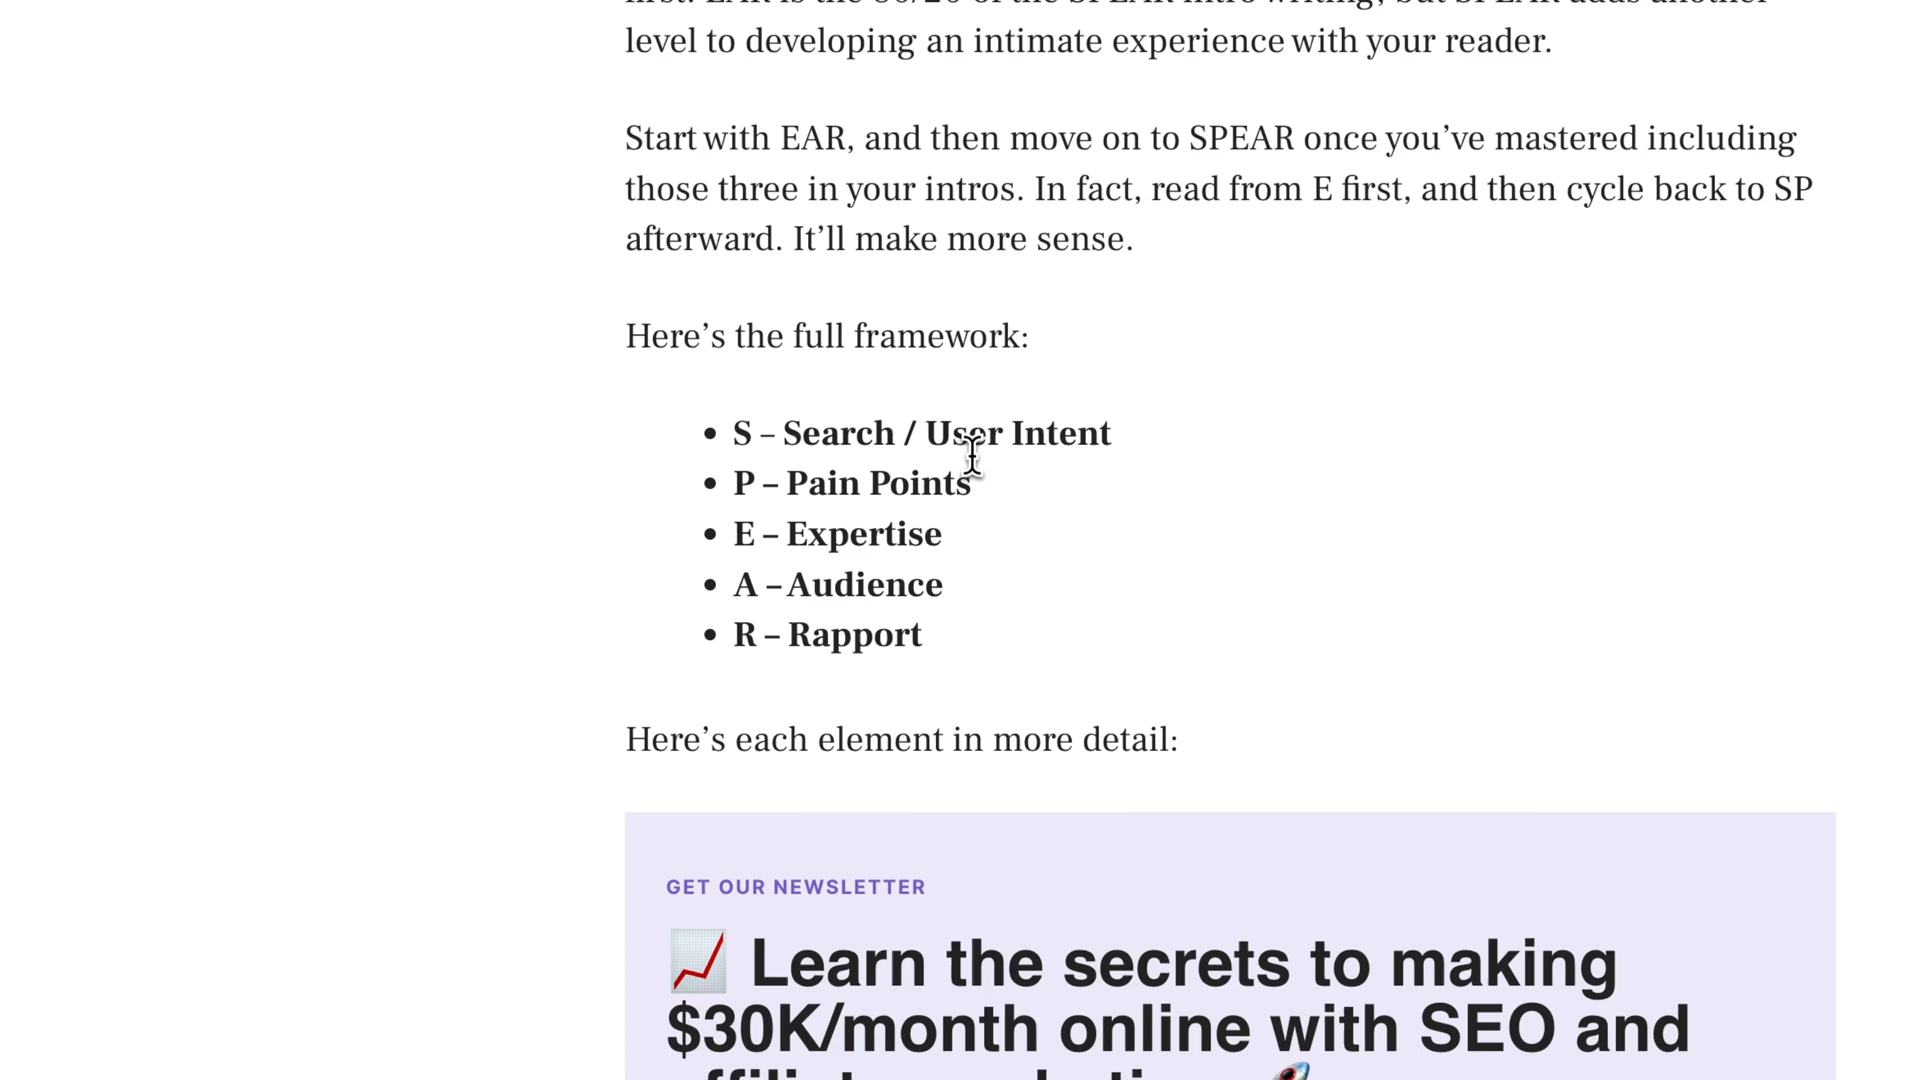 first. EAR is the 80/20 of the SPEAR intro writing, but SPEAR adds another
level to developing an intimate experience with your reader.
Start with EAR, and then move on to SPEAR once you’ve mastered including
those three in your intros. In fact, read from E first, and then cycle back to SP
afterward. It’ll make more sense.
Here’s the full framework:
• S – Search / User Intent
• P – Pain Points
• E – Expertise
• A – Audience
• R – Rapport
Here’s each element in more detail:
GET OUR NEWSLETTER
📈 Learn the secrets to making
$30K/month online with SEO and